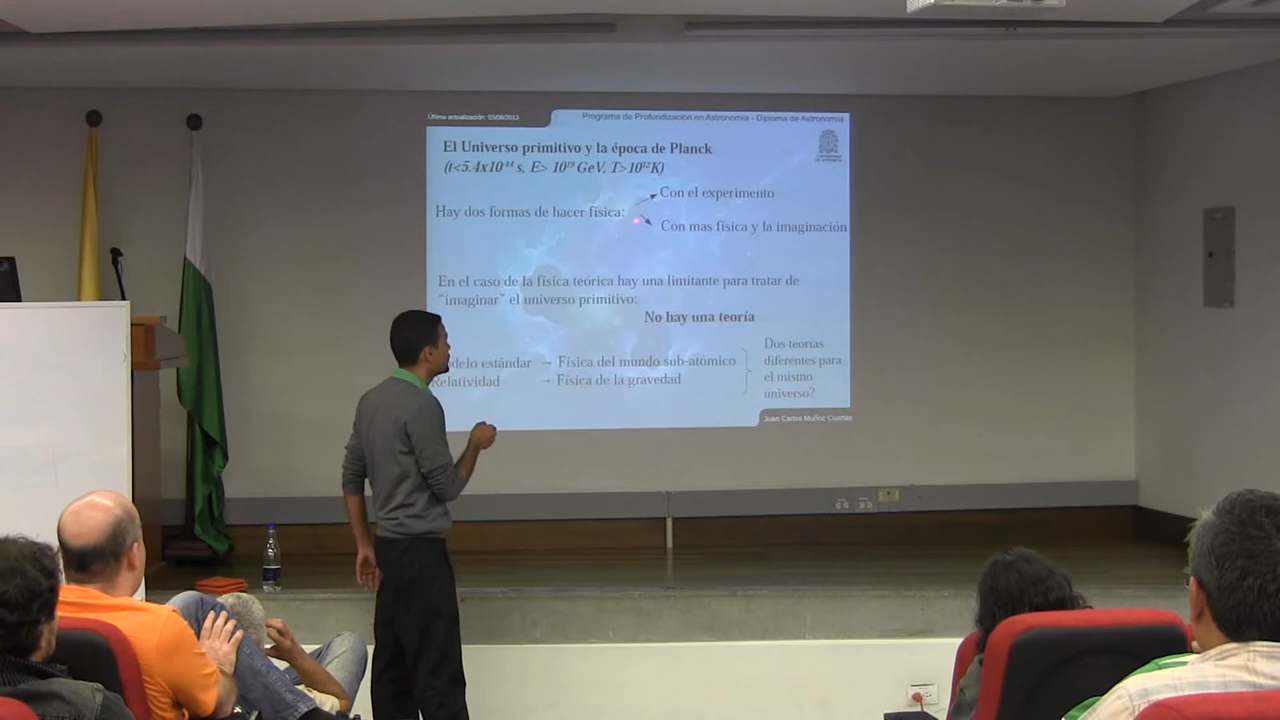 Última actualización: 03/08/2013
Programa de Profundización en Astronomía - Diploma de Astronomía
El Universo primitivo y la época de Planck
(t<5.4x10⁻⁴⁴ s, E> 10¹⁹ GeV, T>10³²K)
Con el experimento
Hay dos formas de hacer física:
Con mas física y la imaginación
En el caso de la física teórica hay una limitante para tratar de
"imaginar" el universo primitivo:
No hay una teoría
delo estándar → Física del mundo sub-atómico
Relatividad → Física de la gravedad
Dos teorías
diferentes para
el mismo
universo?
Juan Carlos Muñoz Cuartas